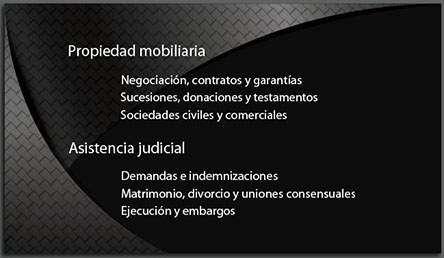 Propiedad mobiliaria
Negociación, contratos y garantías
Sucesiones, donaciones y testamentos
Sociedades civiles y comerciales
Asistencia judicial
Demandas e indemnizaciones
Matrimonio, divorcio y uniones consensuales
Ejecución y embargos